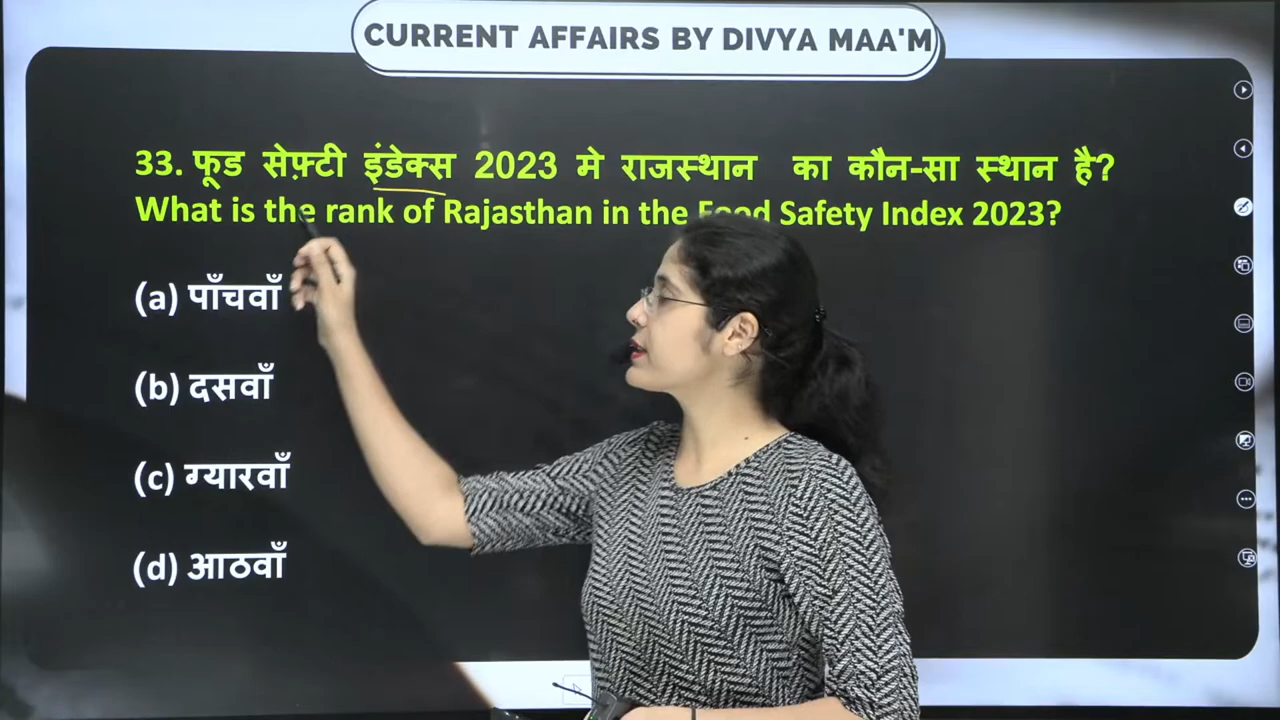 CURRENT AFFAIRS BY DIVYA MAA'M
33. फूड सेफ़्टी इंडेक्स 2023 मे राजस्थान का कौन-सा स्थान है?
What is the rank of Rajasthan in the Food Safety Index 2023?
(a) पाँचवाँ
(b) दसवाँ
(c) ग्यारवाँ
(d) आठवाँ